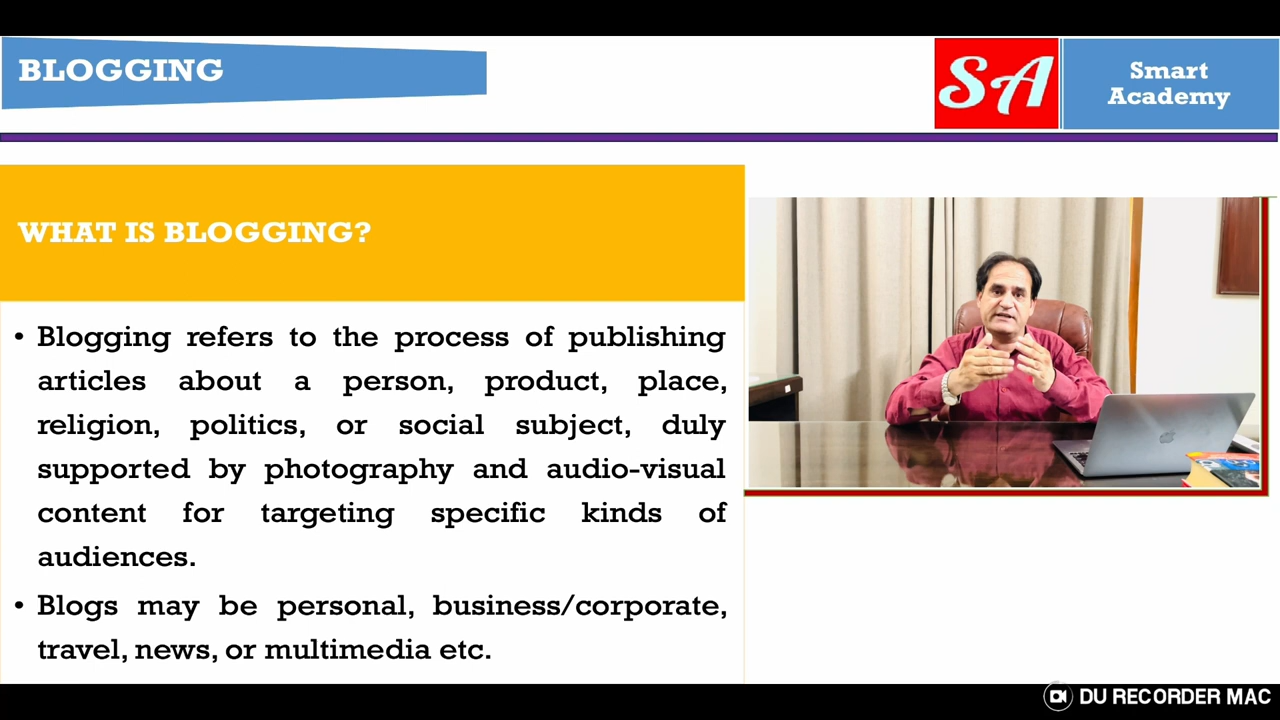 BLOGGING
SA
Smart
Academy
WHAT IS BLOGGING?
• Blogging refers to the process of publishing
articles about a person, product, place,
religion, politics, or social subject, duly
supported by photography and audio-visual
content for targeting specific kinds of
audiences.
• Blogs may be personal, business/corporate,
travel, news, or multimedia etc.
DU RECORDER MAC